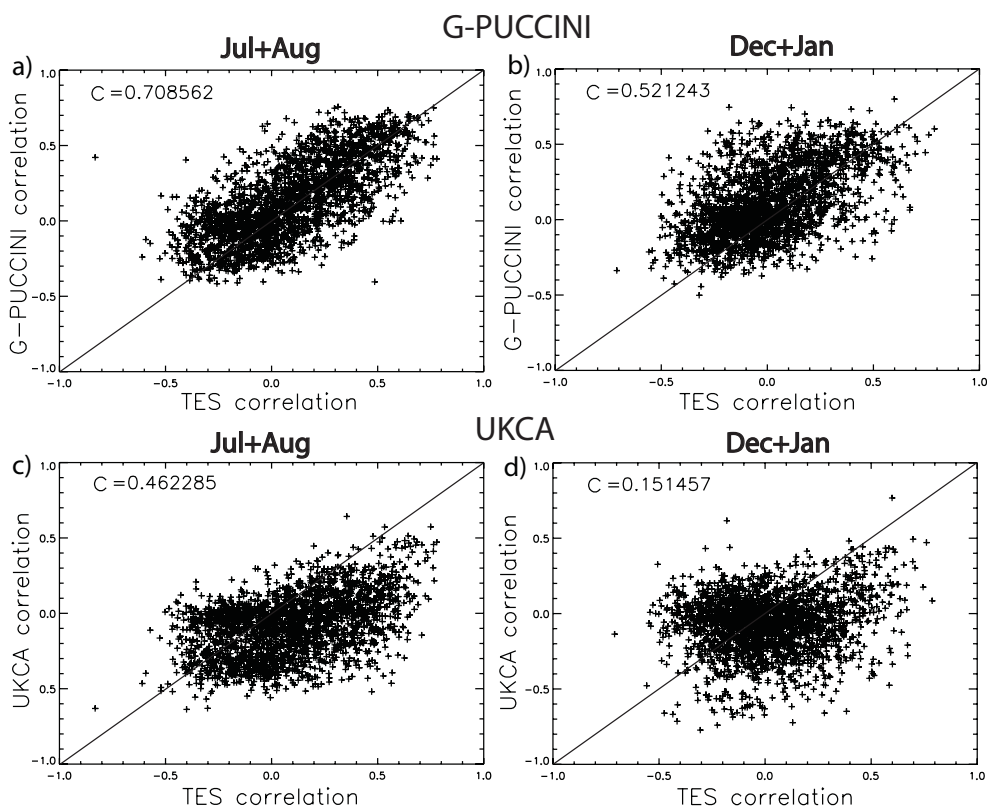 G-PUCCINI
Jul+Aug
a)
C =0.708562
G-PUCCINI correlation
1.0
0.5
0.0
-0.5
-1.0
-1.0 -0.5 0.0 0.5 1.0
TES correlation
Dec+Jan
b)
C =0.521243
G-PUCCINI correlation
1.0
0.5
0.0
-0.5
-1.0
-1.0 -0.5 0.0 0.5 1.0
TES correlation
UKCA
Jul+Aug
c)
C =0.462285
UKCA correlation
1.0
0.5
0.0
0.5
-1.0
-1.0 -0.5 0.0 0.5 1.0
TES correlation
Dec+Jan
d)
C =0.151457
UKCA correlation
1.0
0.5
0.0
-0.5
-1.0
-1.0 -0.5 0.0 0.5 1.0
TES correlation